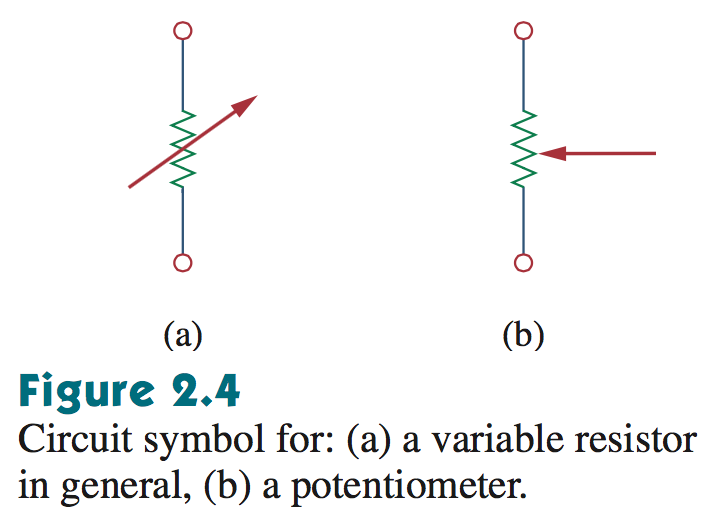 (a) (b)
Figure 2.4
Circuit symbol for: (a) a variable resistor
in general, (b) a potentiometer.